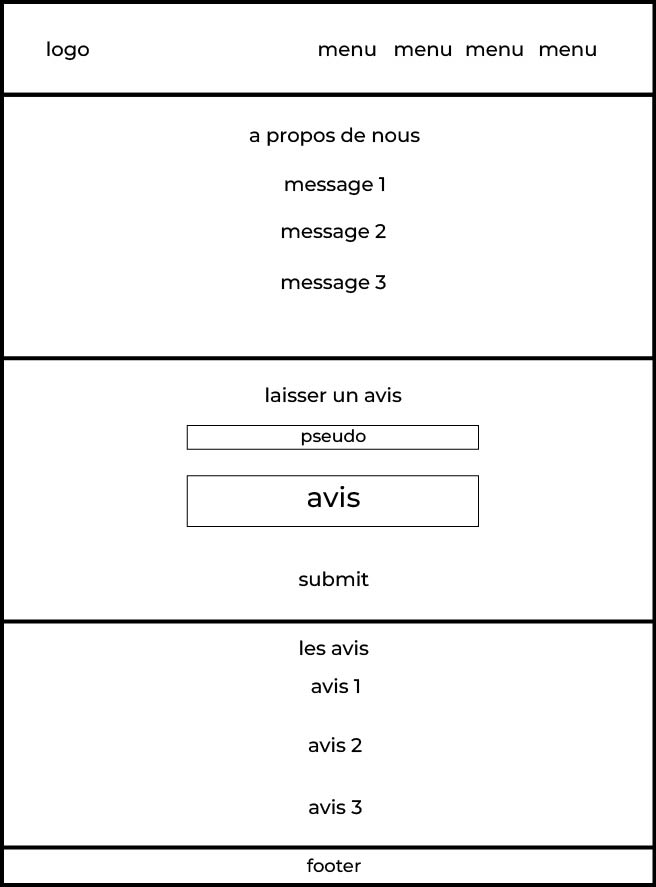 logo menu menu menu menu
a propos de nous
message 1
message 2
message 3
laisser un avis
pseudo
avis
submit
les avis
avis 1
avis 2
avis 3
footer